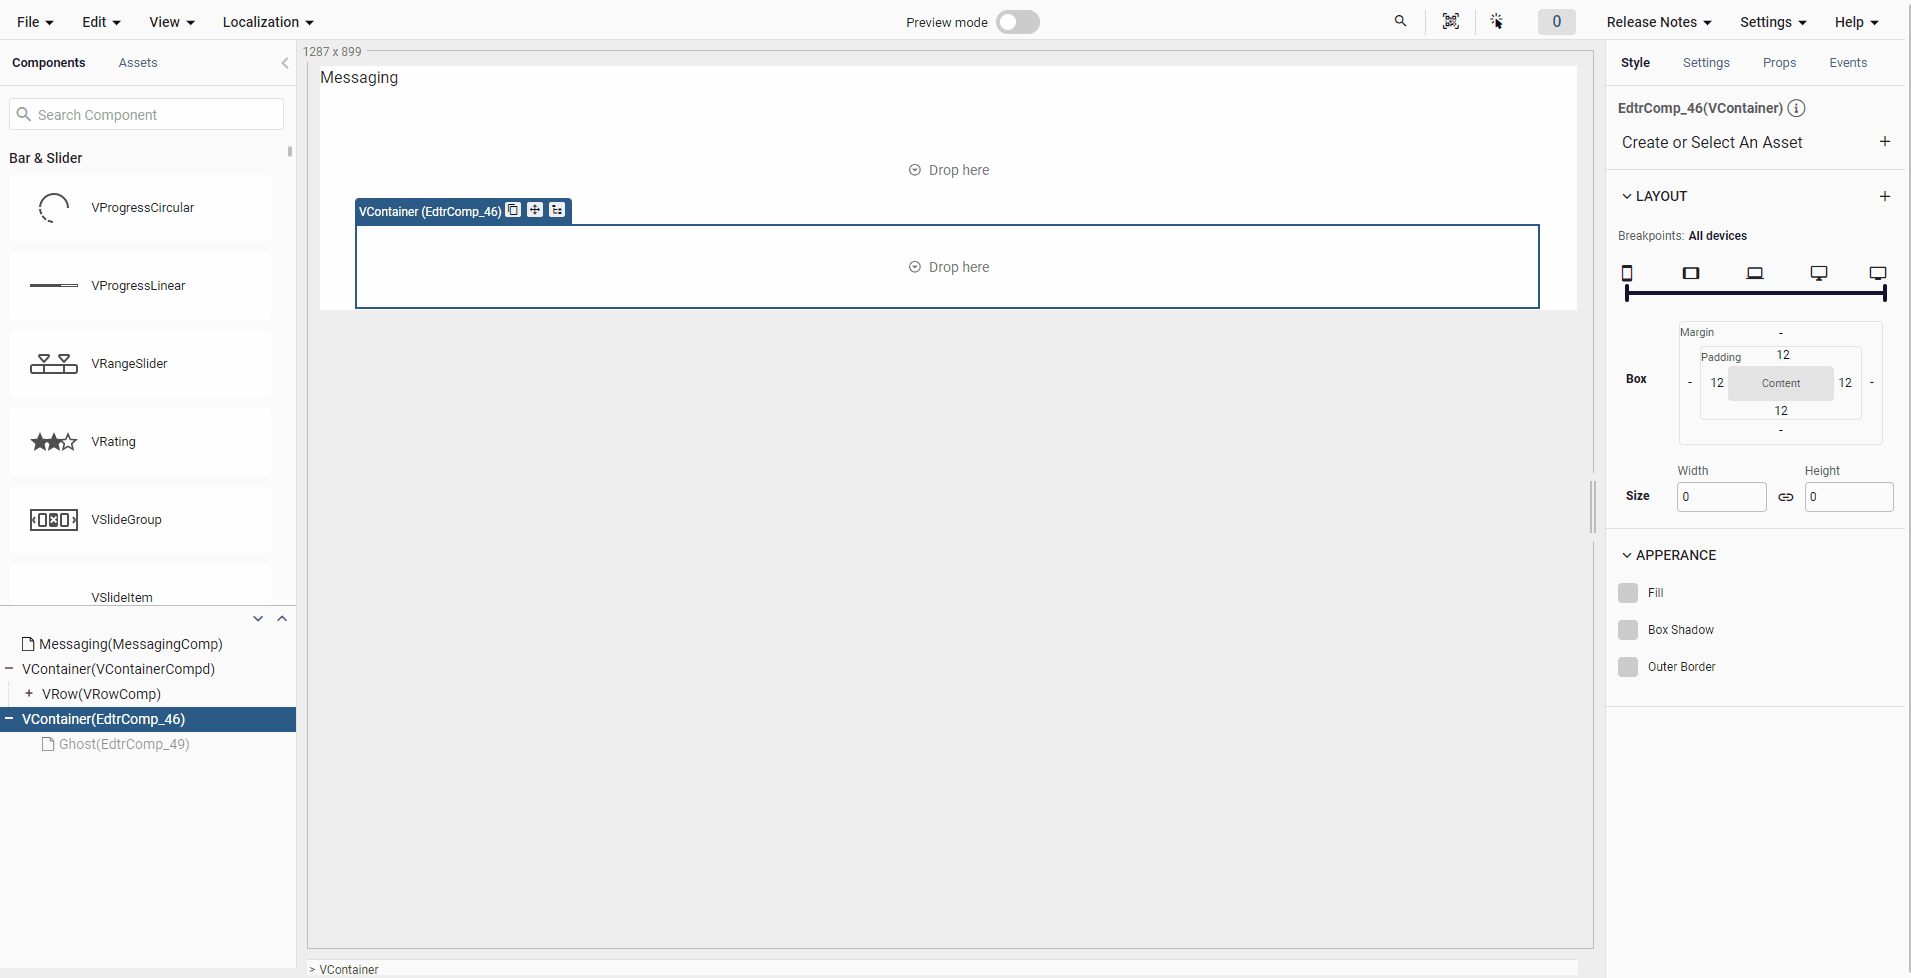 File Edit View Localization Preview mode 0 Release Notes Settings Help
Components Assets
Search Component
Bar & Slider
VProgressCircular
VProgressLinear
VRangeSlider
VRating
VSlideGroup
VSlideItem
Messaging(MessagingComp)
VContainer(VContainerCompd)
VRow(VRowComp)
VContainer(EdtrComp_46)
Ghost(EdtrComp_49)
1287 x 899
Messaging
Drop here
VContainer (EdtrComp_46)
Drop here
> VContainer
Style Settings Props Events
EdtrComp_46(VContainer)
Create or Select An Asset +
LAYOUT +
Breakpoints: All devices
Margin -
Padding 12
Box - 12 Content 12 -
12
-
Width Height
Size 0 0
APPERANCE
Fill
Box Shadow
Outer Border